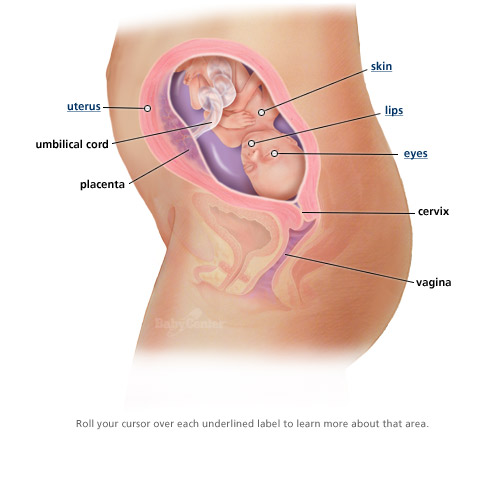 skin
lips
uterus
umbilical cord
eyes
placenta
cervix
vagina
BabyCenter
Roll your cursor over each underlined label to learn more about that area.